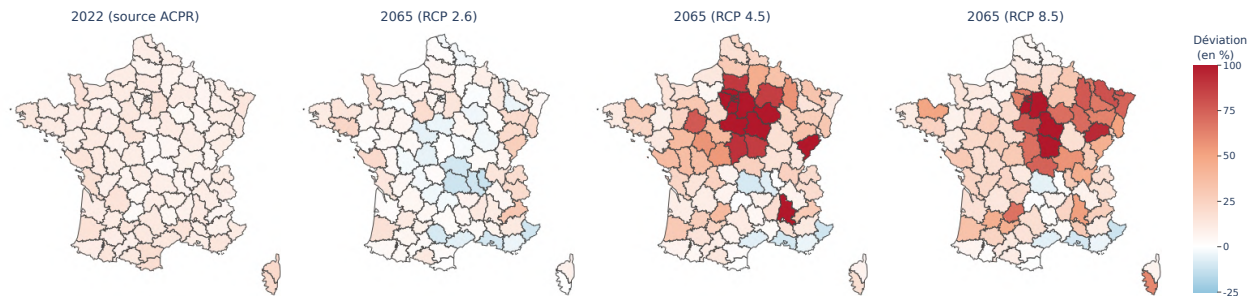 2022 (source ACPR)
2065 (RCP 2.6)
2065 (RCP 4.5)
2065 (RCP 8.5)
Déviation
(en %)
100
75
50
25
0
-25